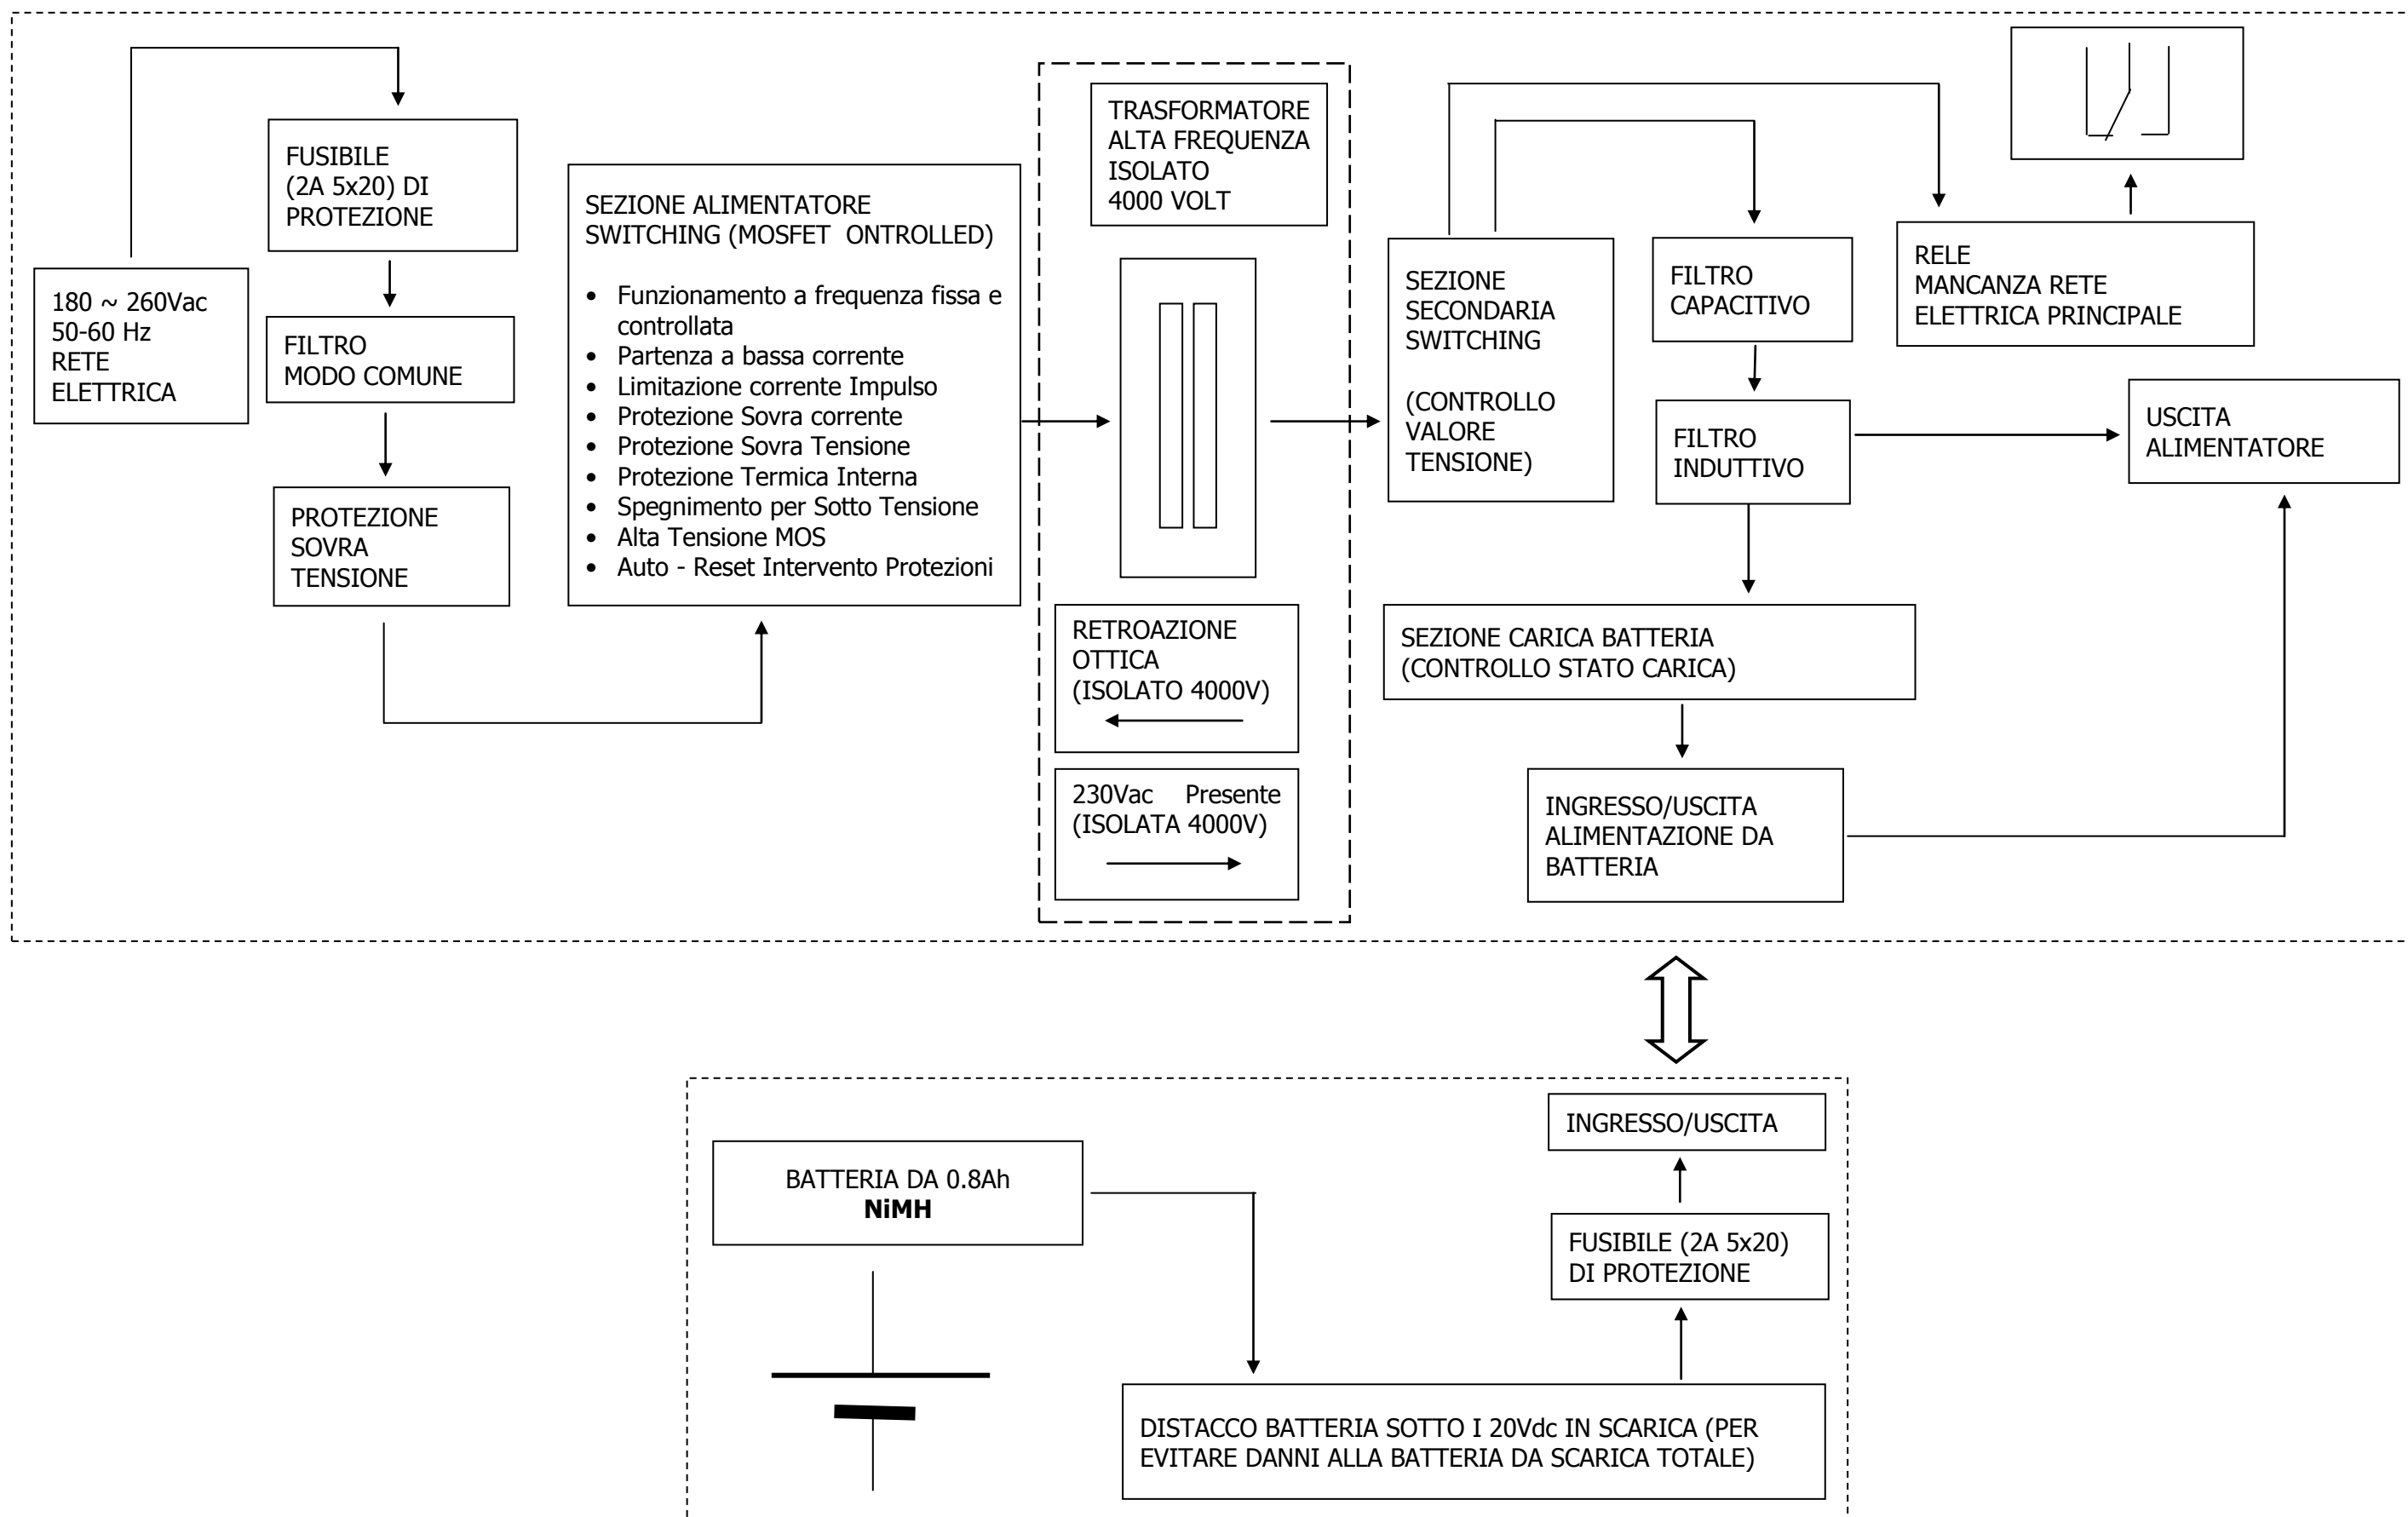 180 ~ 260Vac
50-60 Hz
RETE
ELETTRICA
FUSIBILE
(2A 5x20) DI
PROTEZIONE
FILTRO
MODO COMUNE
PROTEZIONE
SOVRA
TENSIONE
SEZIONE ALIMENTATORE
SWITCHING (MOSFET  ONTROLLED)
• Funzionamento a frequenza fissa e
controllata
• Partenza a bassa corrente
• Limitazione corrente Impulso
• Protezione Sovra corrente
• Protezione Sovra Tensione
• Protezione Termica Interna
• Spegnimento per Sotto Tensione
• Alta Tensione MOS
• Auto - Reset Intervento Protezioni
TRASFORMATORE
ALTA FREQUENZA
ISOLATO
4000 VOLT
RETROAZIONE
OTTICA
(ISOLATO 4000V)
230Vac Presente
(ISOLATA 4000V)
SEZIONE
SECONDARIA
SWITCHING
(CONTROLLO
VALORE
TENSIONE)
FILTRO
CAPACITIVO
FILTRO
INDUTTIVO
RELE
MANCANZA RETE
ELETTRICA PRINCIPALE
USCITA
ALIMENTATORE
SEZIONE CARICA BATTERIA
(CONTROLLO STATO CARICA)
INGRESSO/USCITA
ALIMENTAZIONE DA
BATTERIA
BATTERIA DA 0.8Ah
NiMH
INGRESSO/USCITA
FUSIBILE (2A 5x20)
DI PROTEZIONE
DISTACCO BATTERIA SOTTO I 20Vdc IN SCARICA (PER
EVITARE DANNI ALLA BATTERIA DA SCARICA TOTALE)